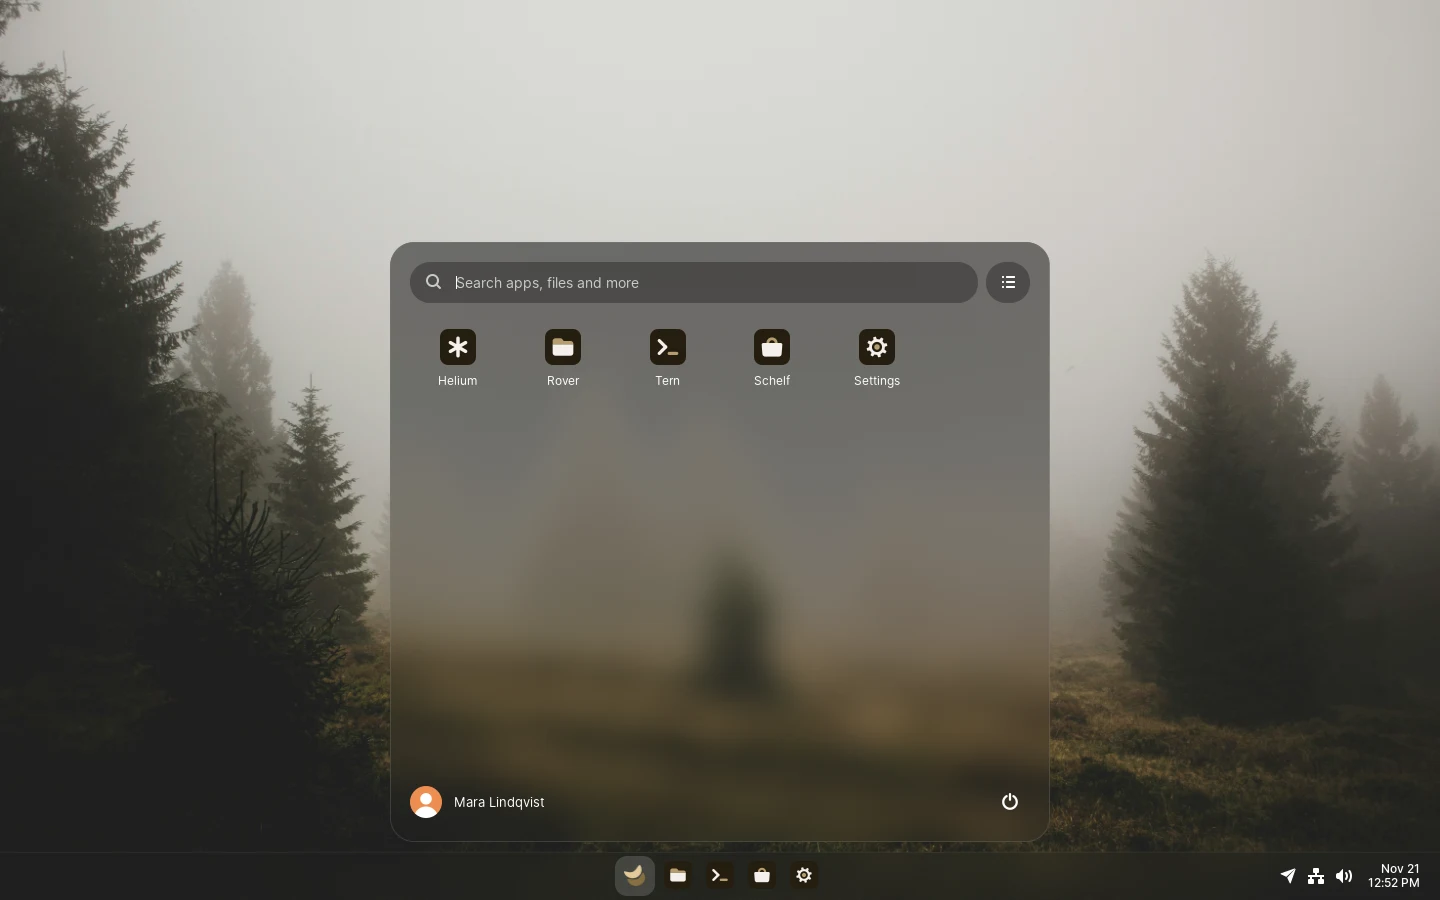 Search apps, files and more
Helium
Rover
Tern
Schelf
Settings
Mara Lindqvist
Nov 21
12:52 PM